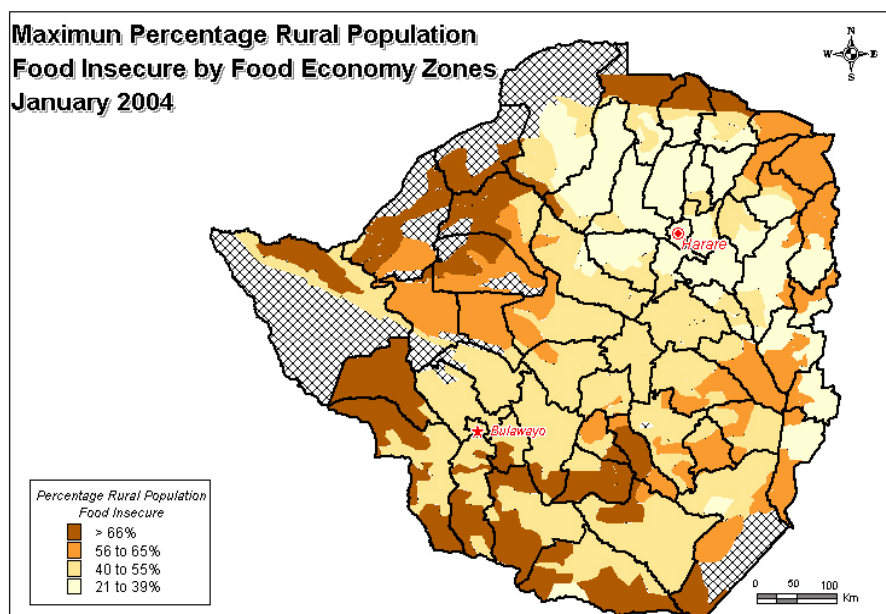 Maximun Percentage Rural Population
Food Insecure by Food Economy Zones
January 2004
N
W E
S
Harare
Bulawayo
Percentage Rural Population
Food Insecure
> 66%
56 to 65%
40 to 55%
21 to 39%
0 50 100
Km